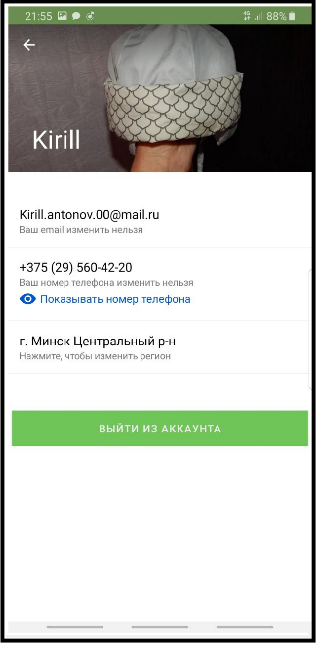 21:55 88%
Kirill
Kirill.antonov.00@mail.ru
Ваш email изменить нельзя
+375 (29) 560-42-20
Ваш номер телефона изменить нельзя
Показывать номер телефона
г. Минск Центральный р-н
Нажмите, чтобы изменить регион
ВЫЙТИ ИЗ АККАУНТА